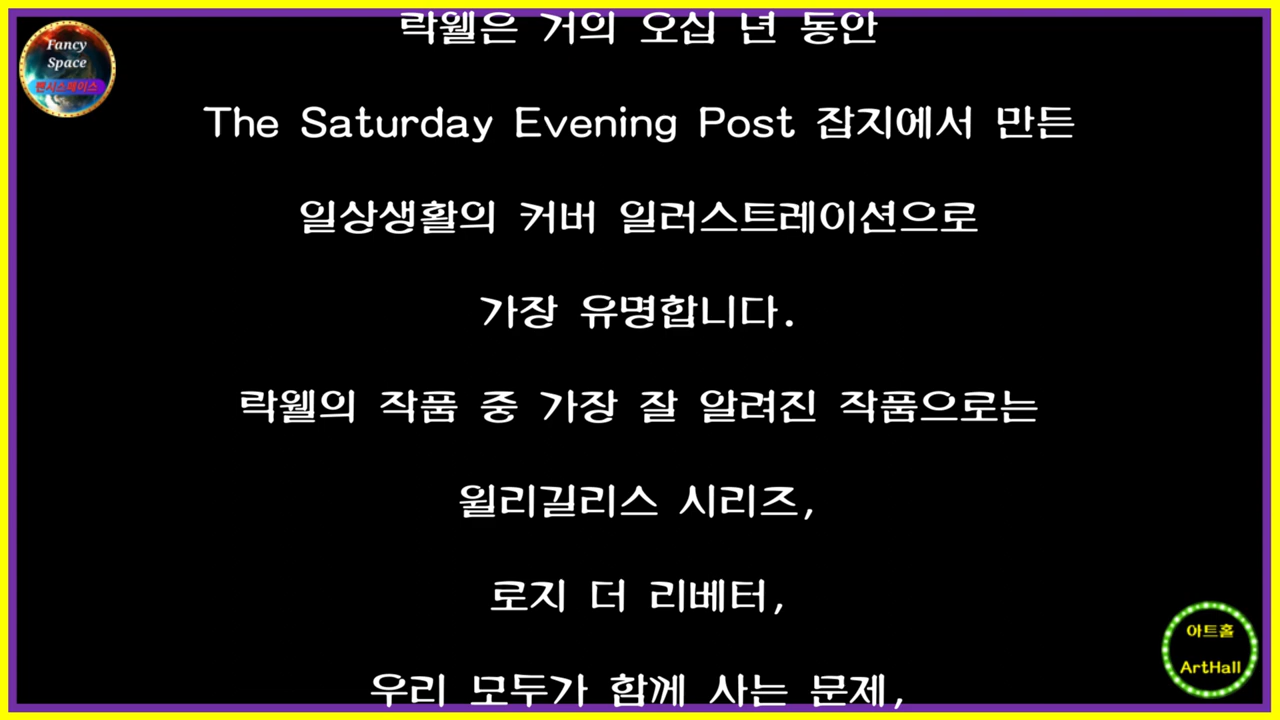 Fancy
Space
팬시스페이스
락웰은 거의 오십 년 동안
The Saturday Evening Post 잡지에서 만든
일상생활의 커버 일러스트레이션으로
가장 유명합니다.
락웰의 작품 중 가장 잘 알려진 작품으로는
윌리길리스 시리즈,
로지 더 리베터,
우리 모두가 함께 사는 문제,
아트홀
ArtHall